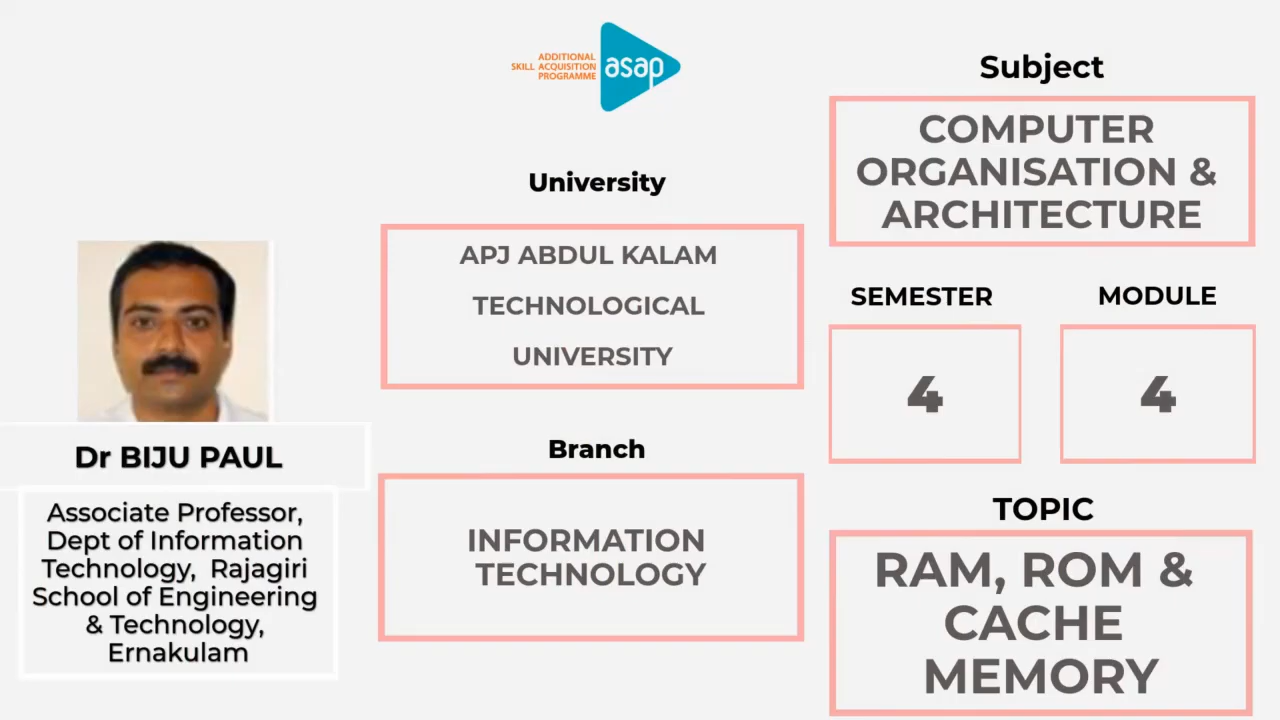 ADDITIONAL
SKILL ACQUISITION
PROGRAMME
asap
Dr BIJU PAUL
Associate Professor,
Dept of Information
Technology, Rajagiri
School of Engineering
& Technology,
Ernakulam
University
APJ ABDUL KALAM
TECHNOLOGICAL
UNIVERSITY
Branch
INFORMATION
TECHNOLOGY
Subject
COMPUTER
ORGANISATION &
ARCHITECTURE
SEMESTER
4
MODULE
4
TOPIC
RAM, ROM &
CACHE
MEMORY